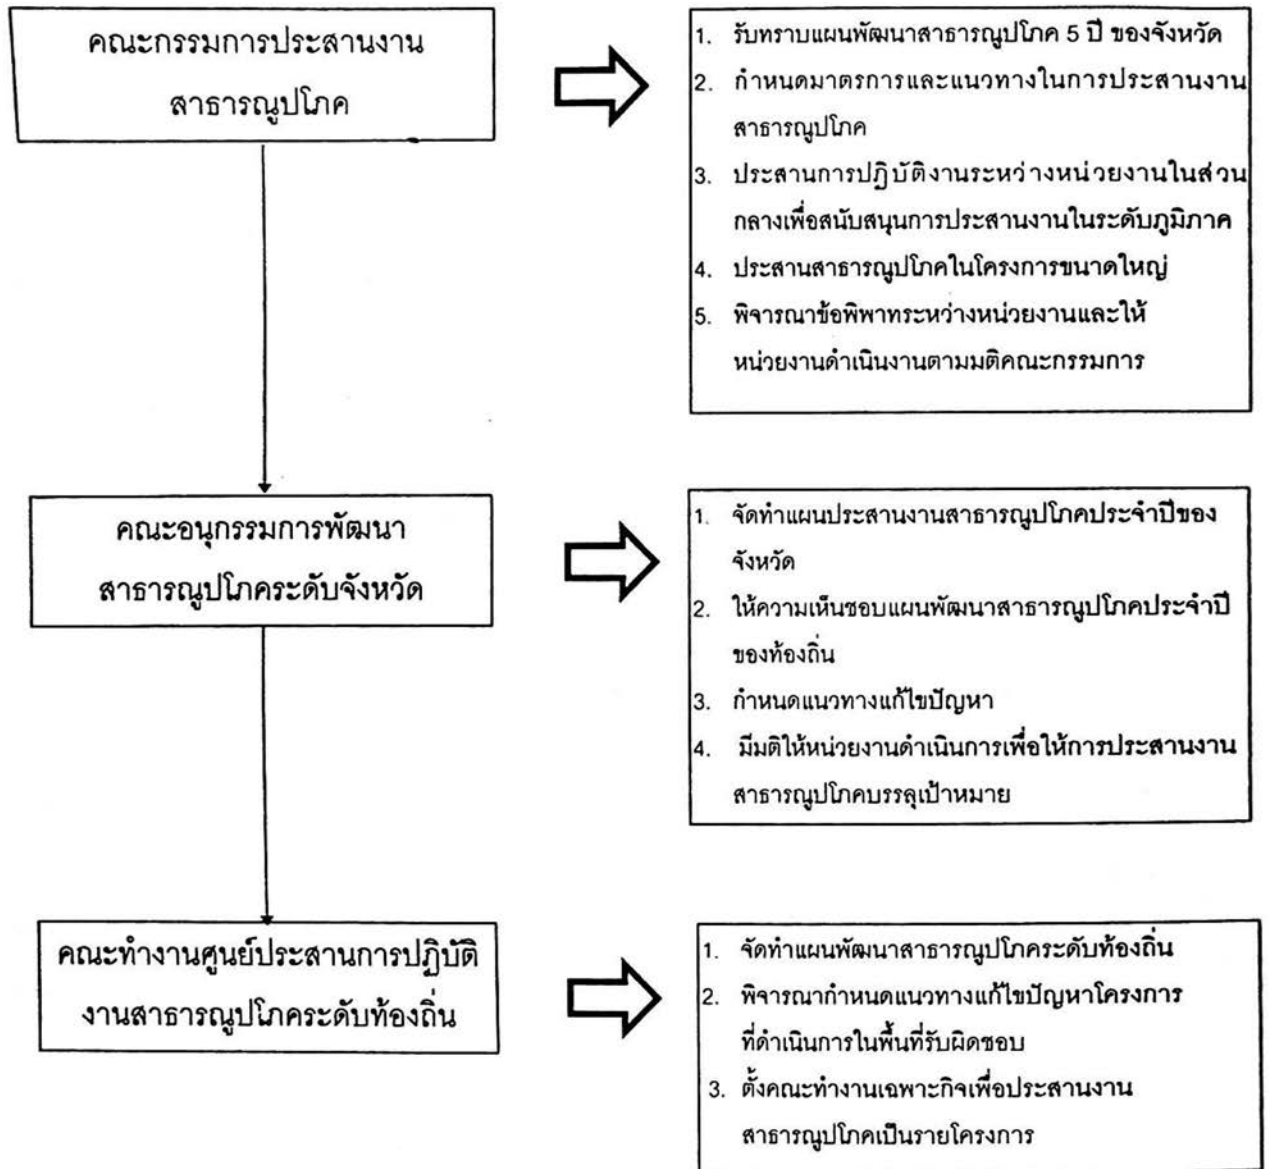 คณะกรรมการประสานงาน
สาธารณูปโภค
1. รับทราบแผนพัฒนาสาธารณูปโภค 5 ปี ของจังหวัด
2. กำหนดมาตรการและแนวทางในการประสานงาน
สาธารณูปโภค
3. ประสานการปฏิบัติงานระหว่างหน่วยงานในส่วน
กลางเพื่อสนับสนุนการประสานงานในระดับภูมิภาค
4. ประสานสาธารณูปโภคในโครงการขนาดใหญ่
5. พิจารณาข้อพิพาทระหว่างหน่วยงานและให้
หน่วยงานดำเนินงานตามมติคณะกรรมการ
คณะอนุกรรมการพัฒนา
สาธารณูปโภคระดับจังหวัด
1. จัดทำแผนประสานงานสาธารณูปโภคประจำปีของ
จังหวัด
2. ให้ความเห็นชอบแผนพัฒนาสาธารณูปโภคประจำปี
ของท้องถิ่น
3. กำหนดแนวทางแก้ไขปัญหา
4. มีมติให้หน่วยงานดำเนินการเพื่อให้การประสานงาน
สาธารณูปโภคบรรลุเป้าหมาย
คณะทำงานศูนย์ประสานการปฏิบัติ
งานสาธารณูปโภคระดับท้องถิ่น
1. จัดทำแผนพัฒนาสาธารณูปโภคระดับท้องถิ่น
2. พิจารณากำหนดแนวทางแก้ไขปัญหาโครงการ
ที่ดำเนินการในพื้นที่รับผิดชอบ
3. ตั้งคณะทำงานเฉพาะกิจเพื่อประสานงาน
สาธารณูปโภคเป็นรายโครงการ